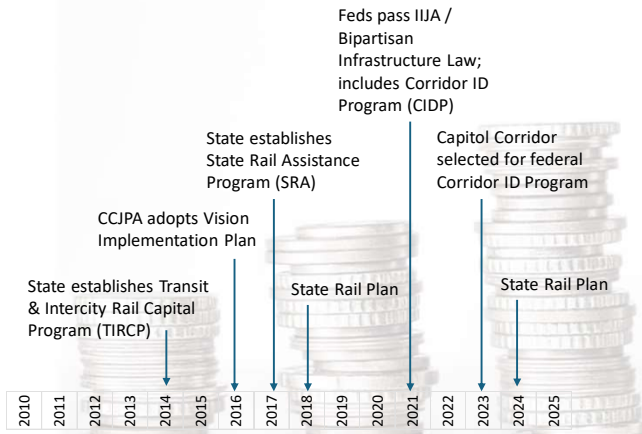 Feds pass IIJA /
Bipartisan
Infrastructure Law;
includes Corridor ID
Program (CIDP)
State establishes
State Rail Assistance
Program (SRA)
Capitol Corridor
selected for federal
Corridor ID Program
CCJPA adopts Vision
Implementation Plan
State establishes Transit
& Intercity Rail Capital
Program (TIRCP)
State Rail Plan
State Rail Plan
2010
2011
2012
2013
2014
2015
2016
2017
2018
2019
2020
2021
2022
2023
2024
2025